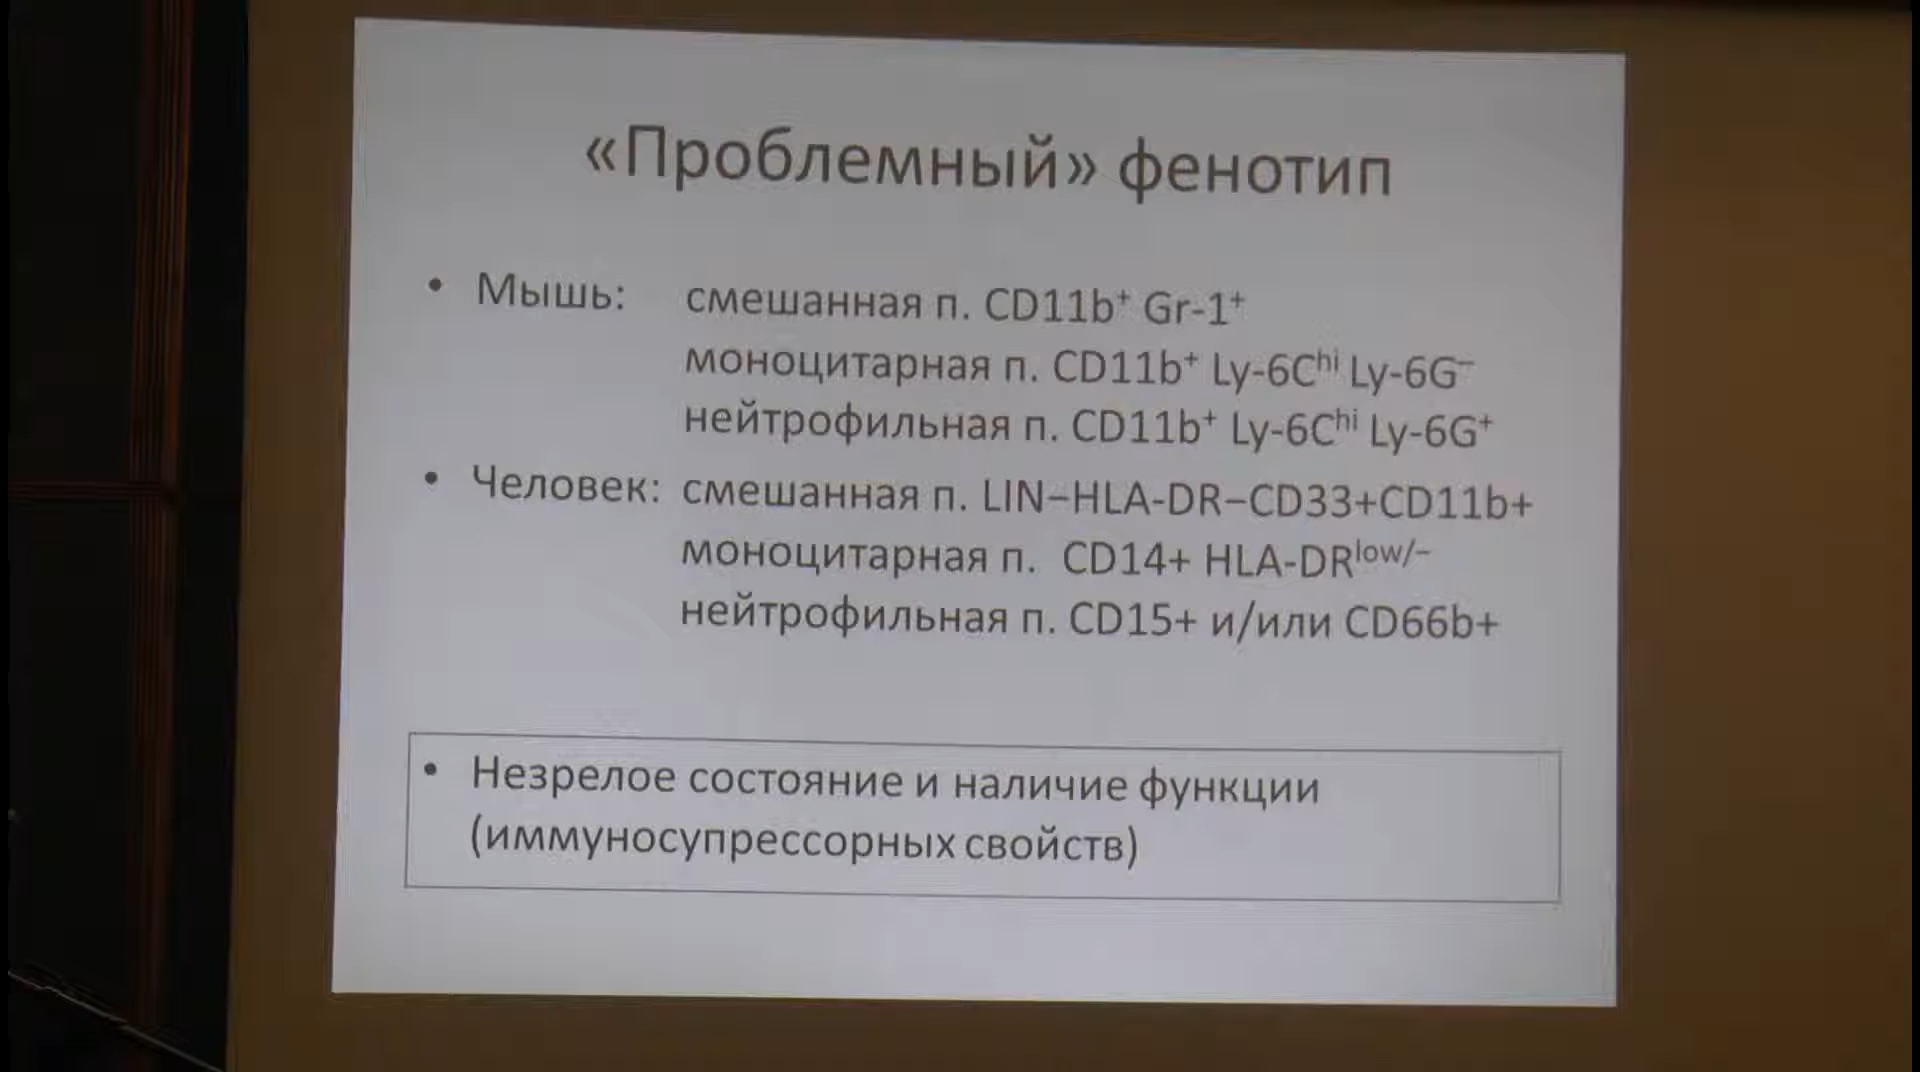 «Проблемный» фенотип
• Мышь: смешанная п. CD11b⁺ Gr-1⁺
моноцитарная п. CD11b⁺ Ly-6Cʰⁱ Ly-6G⁻
нейтрофильная п. CD11b⁺ Ly-6Cʰⁱ Ly-6G⁺
• Человек: смешанная п. LIN–HLA-DR–CD33+CD11b+
моноцитарная п. CD14+ HLA-DRˡᵒʷ/⁻
нейтрофильная п. CD15+ и/или CD66b+
• Незрелое состояние и наличие функции
(иммуносупрессорных свойств)